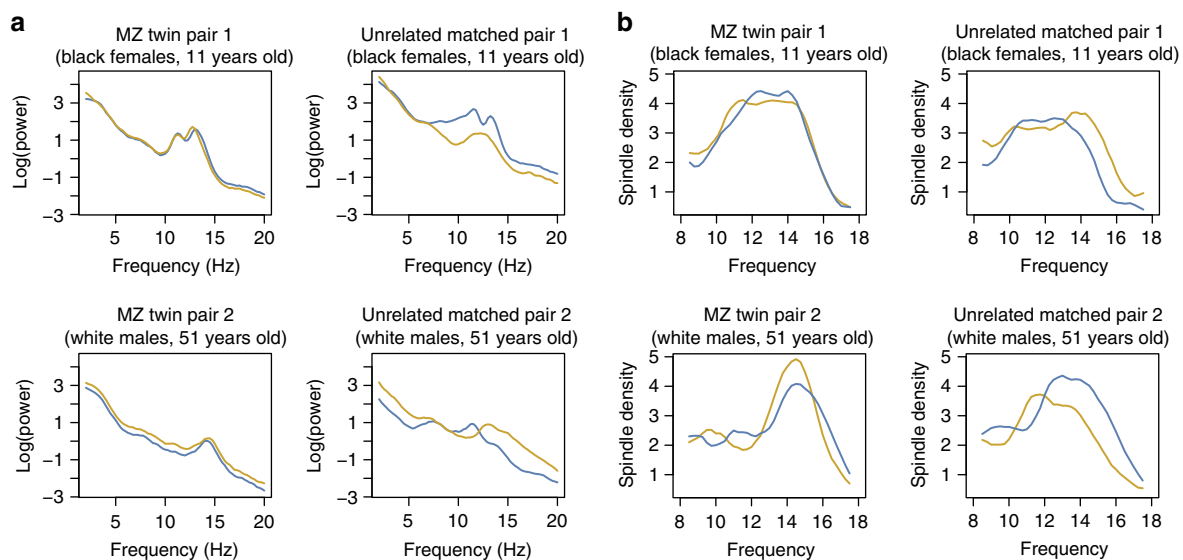 a
MZ twin pair 1
(black females, 11 years old)
Log(power)
3
1
−1
−3
5 10 15 20
Frequency (Hz)
Unrelated matched pair 1
(black females, 11 years old)
Log(power)
3
1
−1
−3
5 10 15 20
Frequency (Hz)
MZ twin pair 2
(white males, 51 years old)
Log(power)
3
1
−1
−3
5 10 15 20
Frequency (Hz)
Unrelated matched pair 2
(white males, 51 years old)
Log(power)
3
1
−1
−3
5 10 15 20
Frequency (Hz)
b
MZ twin pair 1
(black females, 11 years old)
Spindle density
5
4
3
2
1
8 10 12 14 16 18
Frequency
Unrelated matched pair 1
(black females, 11 years old)
Spindle density
5
4
3
2
1
8 10 12 14 16 18
Frequency
MZ twin pair 2
(white males, 51 years old)
Spindle density
5
4
3
2
1
8 10 12 14 16 18
Frequency
Unrelated matched pair 2
(white males, 51 years old)
Spindle density
5
4
3
2
1
8 10 12 14 16 18
Frequency